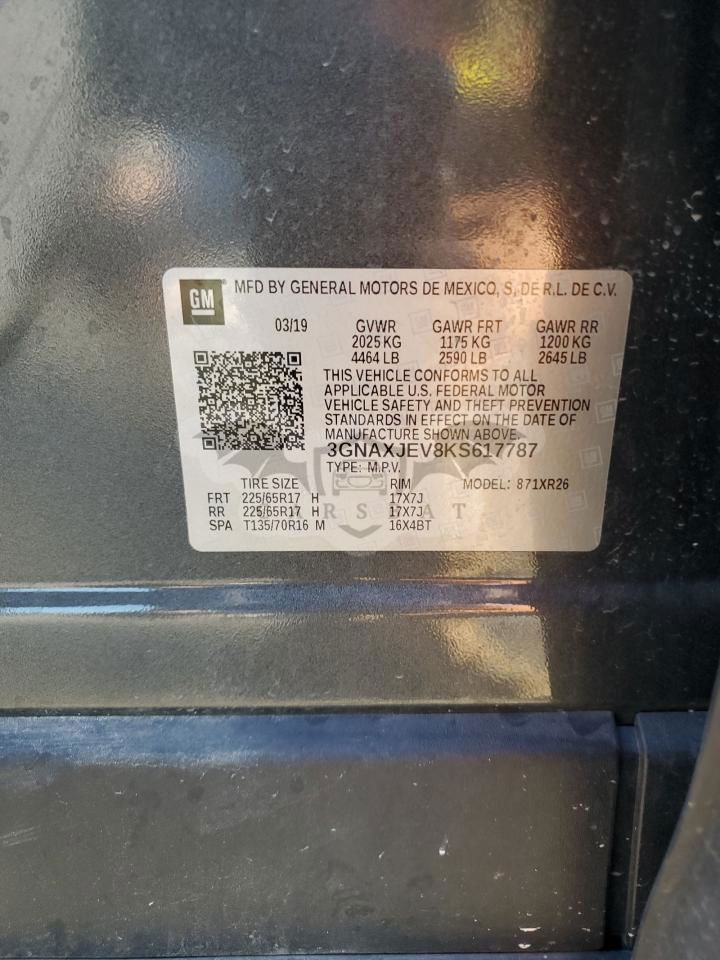 GM MFD BY GENERAL MOTORS DE MEXICO, S. DE R.L. DE C.V.
03/19 GVWR GAWR FRT GAWR RR
2025 KG 1175 KG 1200 KG
4464 LB 2590 LB 2645 LB
THIS VEHICLE CONFORMS TO ALL
APPLICABLE U.S. FEDERAL MOTOR
VEHICLE SAFETY AND THEFT PREVENTION
STANDARDS IN EFFECT ON THE DATE OF
MANUFACTURE SHOWN ABOVE.
3GNAXJEV8KS617787
TYPE: M.P.V.
TIRE SIZE RIM MODEL: 871XR26
FRT 225/65R17 H 17X7J
RR 225/65R17 H 17X7J
SPA T135/70R16 M 16X4BT